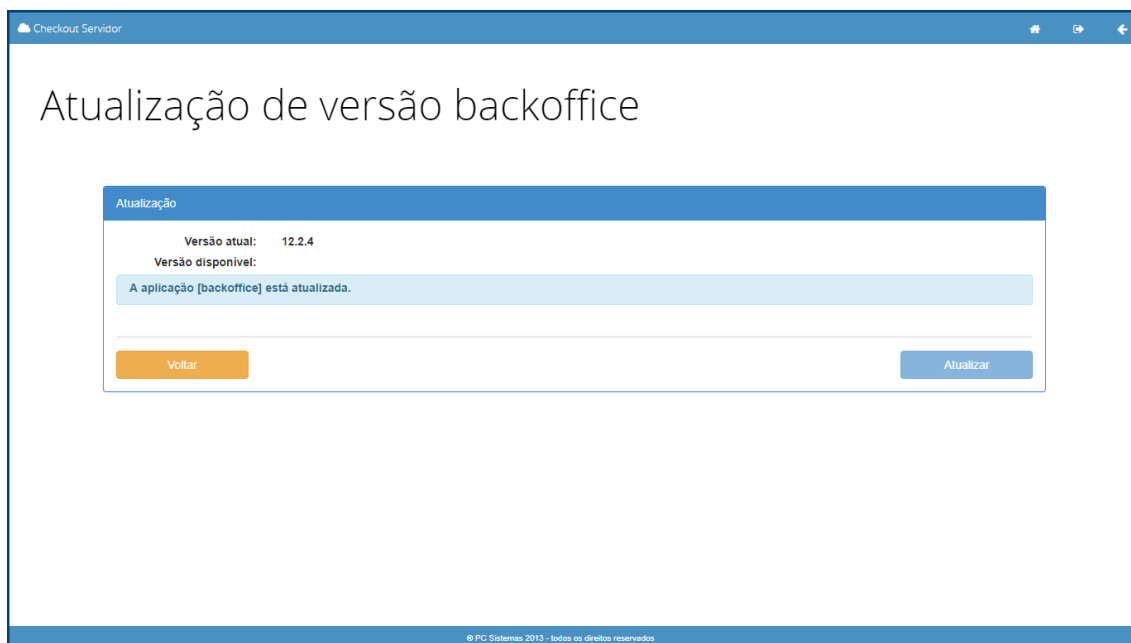 Checkout Servidor
Atualização de versão backoffice
Atualização
Versão atual: 12.2.4
Versão disponível:
A aplicação [backoffice] está atualizada.
Voltar Atualizar
© PC Sistemas 2013 - todos os direitos reservados